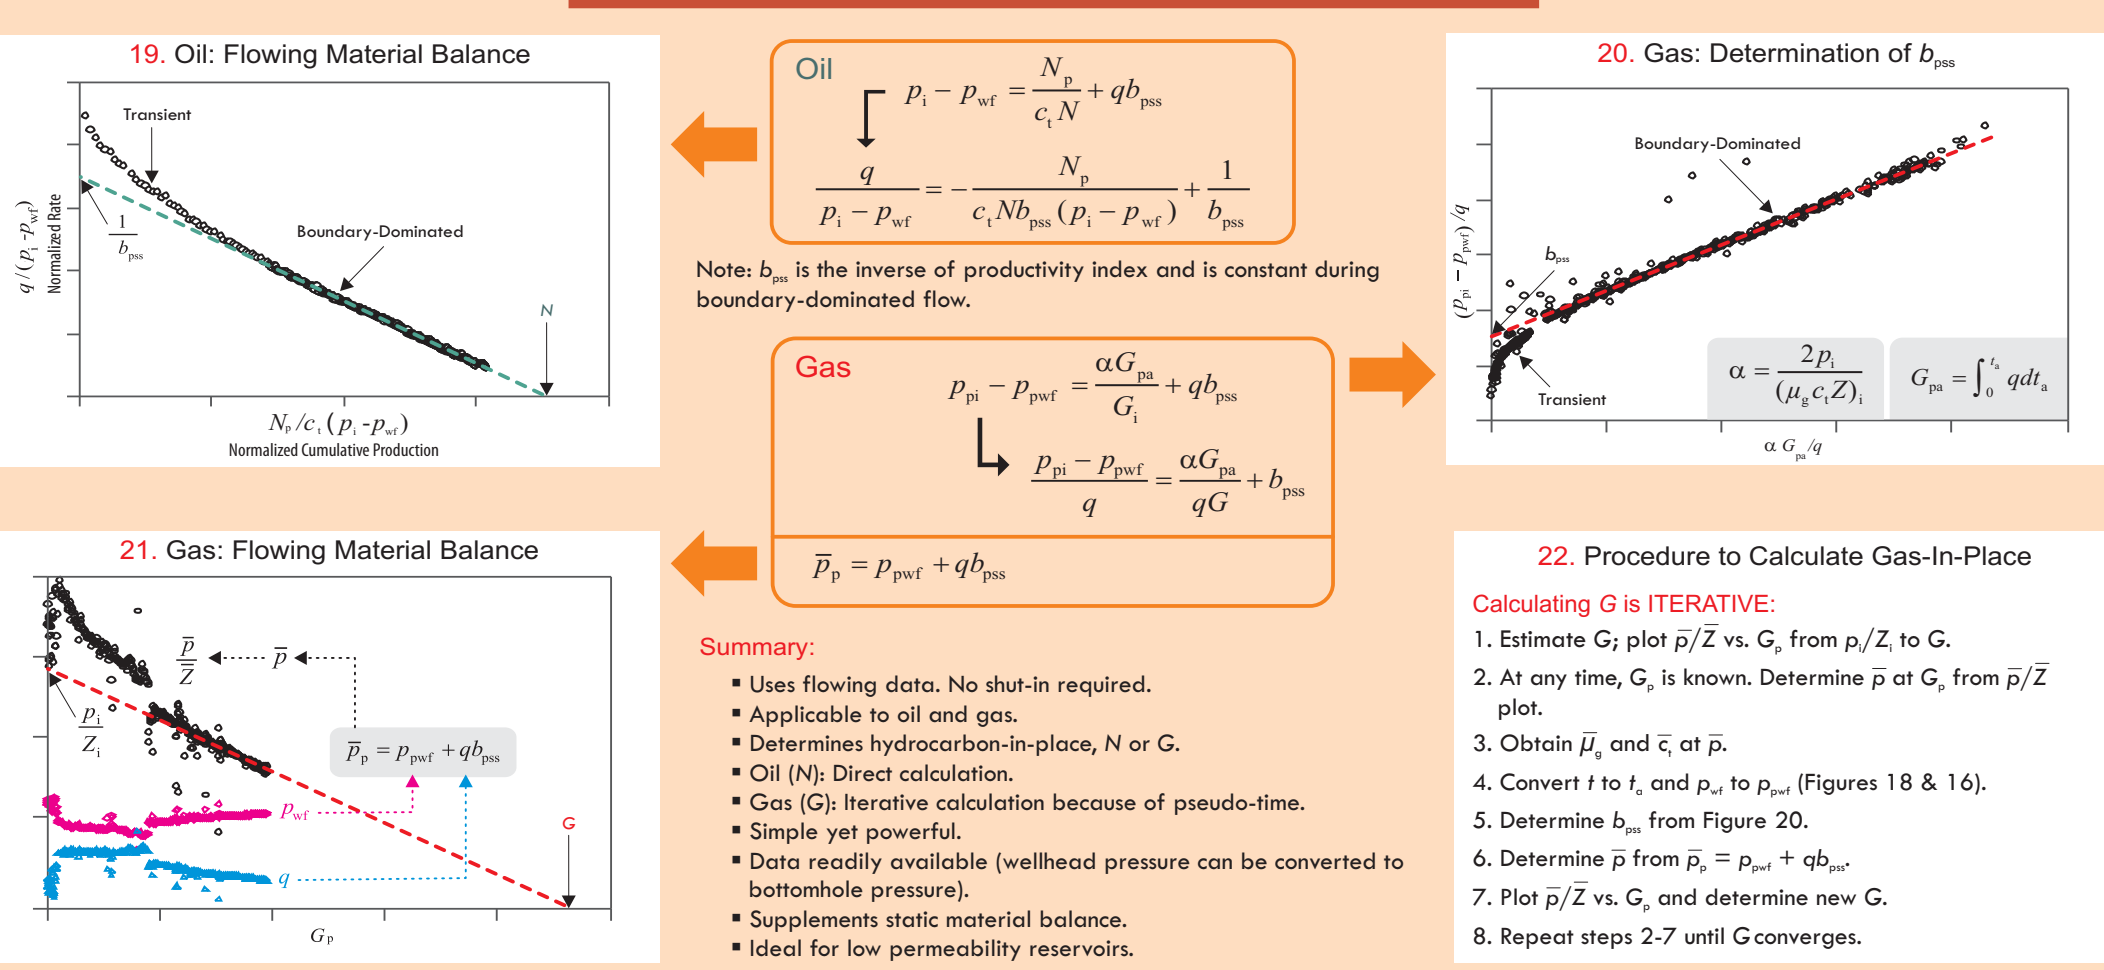 19. Oil: Flowing Material Balance
Transient
1
b_pss
Boundary-Dominated
N
q / (p_i - p_wf)
Normalized Rate
N_p / c_t (p_i - p_wf)
Normalized Cumulative Production
Oil
p_i − p_wf = N_p / (c_t N) + q b_pss
q / (p_i − p_wf) = − N_p / (c_t N b_pss (p_i − p_wf)) + 1 / b_pss
Note: b_pss is the inverse of productivity index and is constant during
boundary-dominated flow.
Gas
p_pi − p_pwf = αG_pa / G_i + q b_pss
(p_pi − p_pwf) / q = αG_pa / (qG) + b_pss
p̅_p = p_pwf + q b_pss
20. Gas: Determination of b_pss
Boundary-Dominated
b_pss
Transient
(p_pi − p_pwf) / q
α = 2p_i / (μ_g c_t Z)_i
G_pa = ∫_0^{t_a} q dt_a
α G_pa / q
21. Gas: Flowing Material Balance
p̅ / Z̅
p̅
p_i / Z_i
p̅_p = p_pwf + q b_pss
p_wf
q
G
G_p
Summary:
▪ Uses flowing data. No shut-in required.
▪ Applicable to oil and gas.
▪ Determines hydrocarbon-in-place, N or G.
▪ Oil (N): Direct calculation.
▪ Gas (G): Iterative calculation because of pseudo-time.
▪ Simple yet powerful.
▪ Data readily available (wellhead pressure can be converted to
bottomhole pressure).
▪ Supplements static material balance.
▪ Ideal for low permeability reservoirs.
22. Procedure to Calculate Gas-In-Place
Calculating G is ITERATIVE:
1. Estimate G; plot p̅/Z̅ vs. G_p from p_i/Z_i to G.
2. At any time, G_p is known. Determine p̅ at G_p from p̅/Z̅
plot.
3. Obtain μ̅_g and c̅_t at p̅.
4. Convert t to t_a and p_wf to p_pwf (Figures 18 & 16).
5. Determine b_pss from Figure 20.
6. Determine p̅ from p̅_p = p_pwf + qb_pss.
7. Plot p̅/Z̅ vs. G_p and determine new G.
8. Repeat steps 2-7 until G converges.